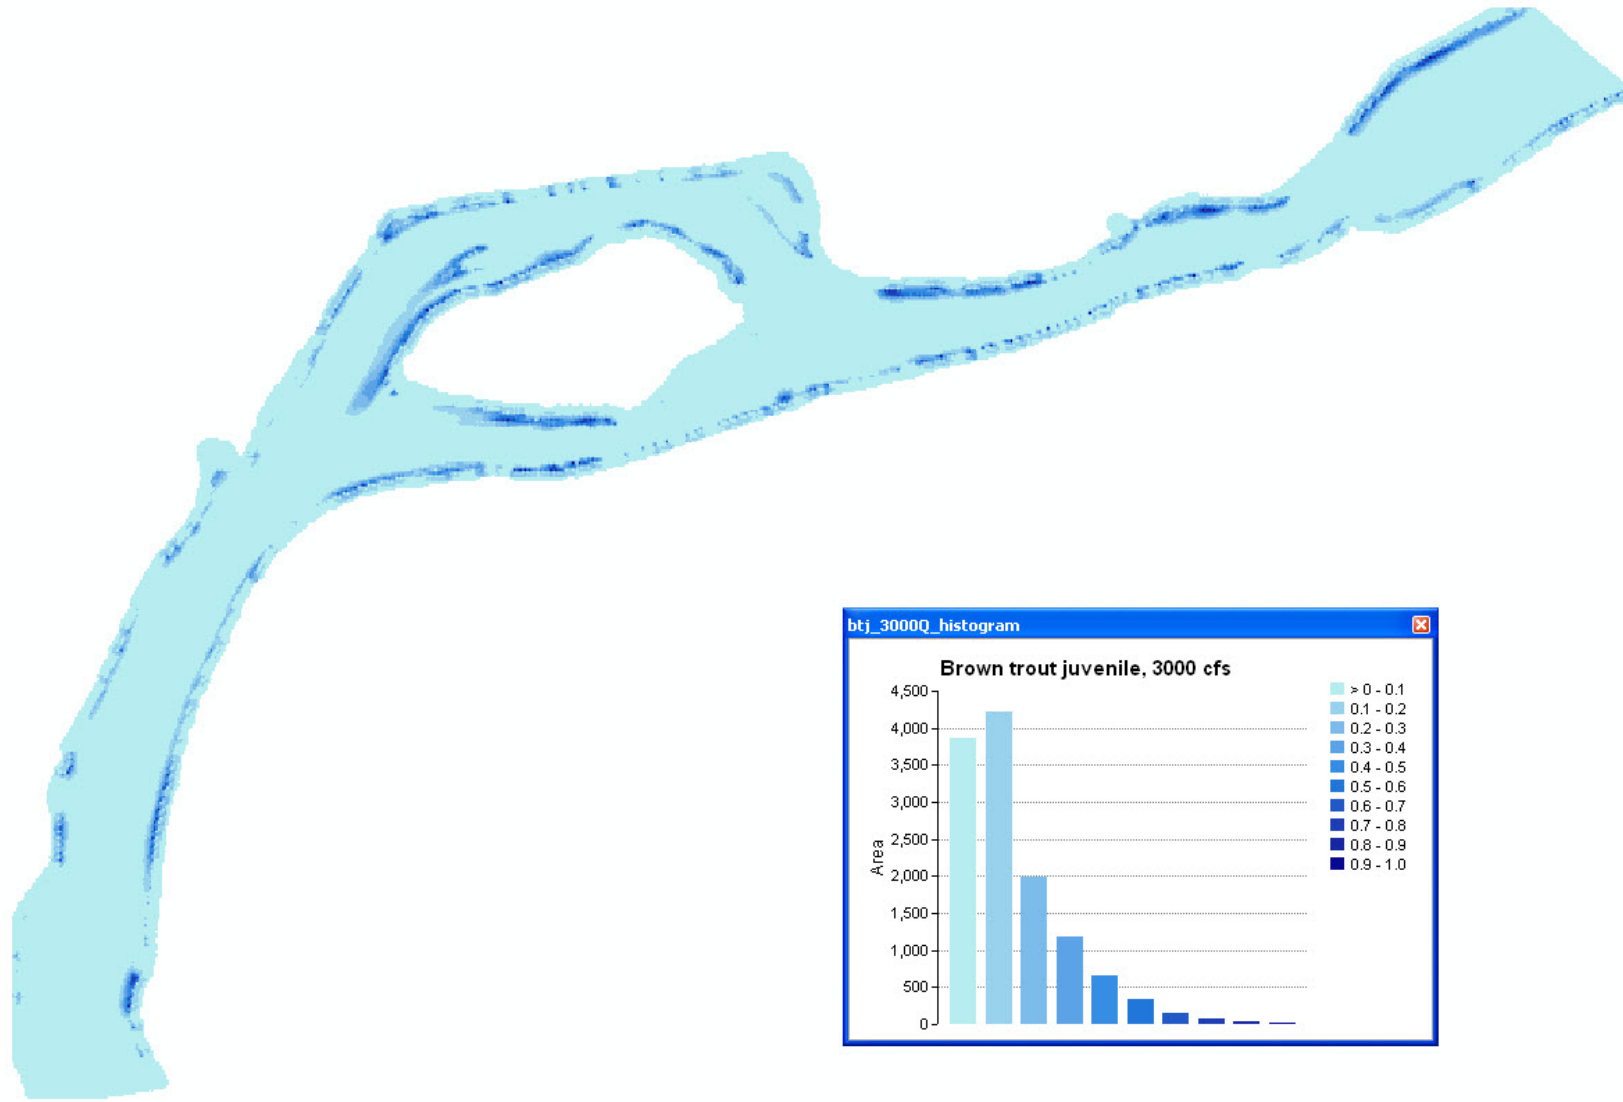 btj_3000Q_histogram
Brown trout juvenile, 3000 cfs
Area
4,500
4,000
3,500
3,000
2,500
2,000
1,500
1,000
500
0
> 0 - 0.1
0.1 - 0.2
0.2 - 0.3
0.3 - 0.4
0.4 - 0.5
0.5 - 0.6
0.6 - 0.7
0.7 - 0.8
0.8 - 0.9
0.9 - 1.0